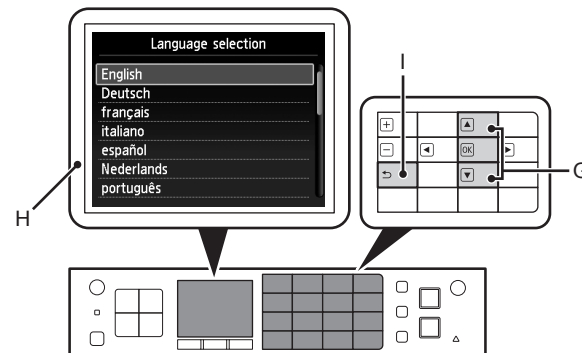 Language selection
English
Deutsch
français
italiano
español
Nederlands
português
H
I
G
+
−
OK